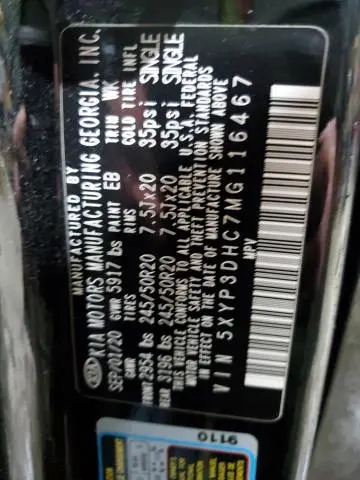 KIA
MANUFACTURED BY
KIA MOTORS MANUFACTURING GEORGIA, INC.
SEP/01/20 GVWR 5917 lbs PAINT EB TRIM WK
GAWR TIRES RIMS COLD TIRE INFL
FRONT 2954 lbs 245/50R20 7.5Jx20 35psi SINGLE
REAR 3196 lbs 245/50R20 7.5Jx20 35psi SINGLE
THIS VEHICLE CONFORMS TO ALL APPLICABLE U.S.A. FEDERAL
MOTOR VEHICLE SAFETY AND THEFT PREVENTION STANDARDS
IN EFFECT ON THE DATE OF MANUFACTURE SHOWN ABOVE
MPV
VIN 5XYP3DHC7MG116467
9110